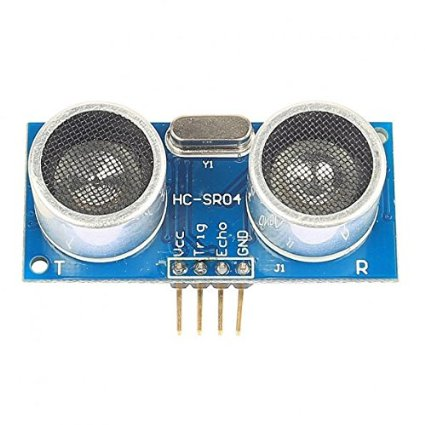 Y1
HC-SR04
Vcc
Trig
Echo
GND
J1
T
R